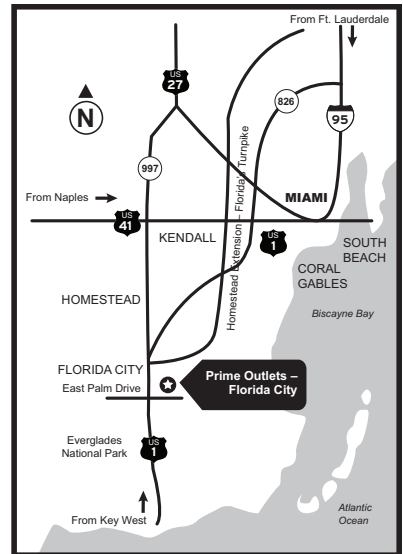 From Ft. Lauderdale
US
27
826
95
N
997
Homestead Extension – Florida's Turnpike
From Naples
MIAMI
US
41
KENDALL
US
1
SOUTH
BEACH
CORAL
GABLES
HOMESTEAD
Biscayne Bay
FLORIDA CITY
East Palm Drive
Prime Outlets –
Florida City
Everglades
National Park
US
1
From Key West
Atlantic
Ocean